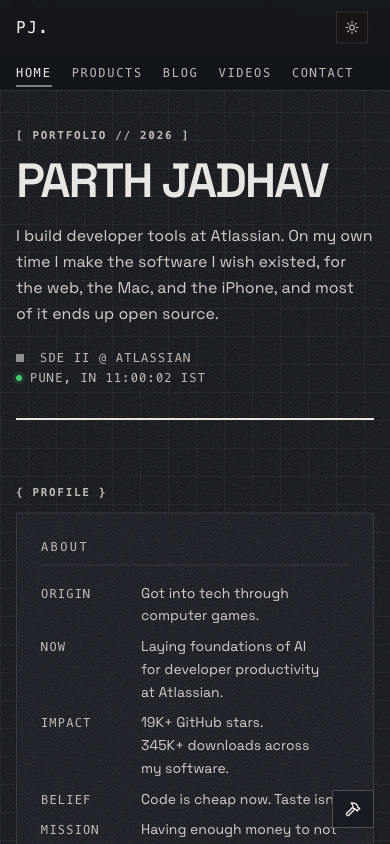 PJ.
HOME PRODUCTS BLOG VIDEOS CONTACT
[ PORTFOLIO // 2026 ]
PARTH JADHAV
I build developer tools at Atlassian. On my own
time I make the software I wish existed, for
the web, the Mac, and the iPhone, and most
of it ends up open source.
SDE II @ ATLASSIAN
PUNE, IN 11:00:02 IST
{ PROFILE }
ABOUT
ORIGIN Got into tech through
computer games.
NOW Laying foundations of AI
for developer productivity
at Atlassian.
IMPACT 19K+ GitHub stars.
345K+ downloads across
my software.
BELIEF Code is cheap now. Taste
MISSION Having enough money to not